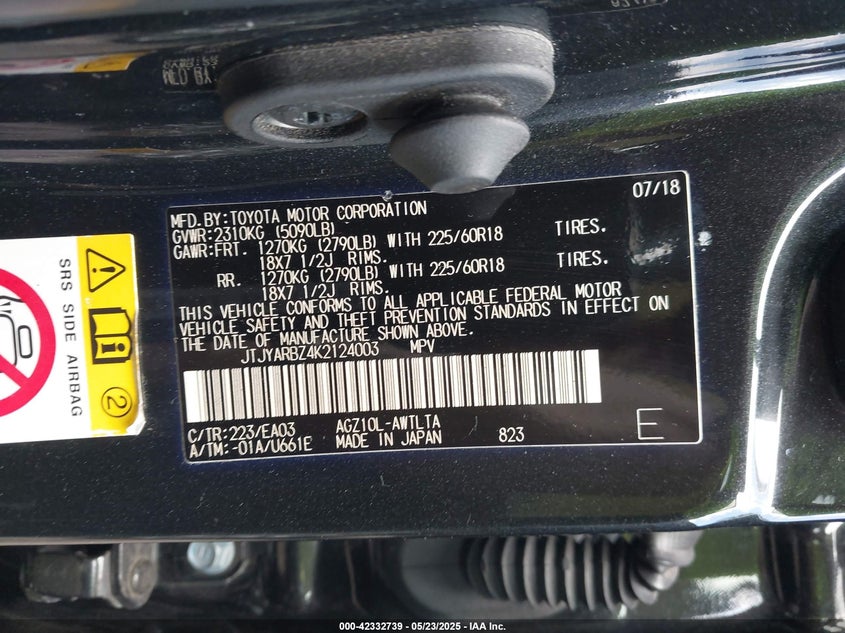 07/18
MFD.BY:TOYOTA MOTOR CORPORATION
GVWR:2310KG (5090LB)
GAWR:FRT. 1270KG (2790LB) WITH 225/60R18 TIRES.
18X7 1/2J RIMS.
RR. 1270KG (2790LB) WITH 225/60R18 TIRES.
18X7 1/2J RIMS.
THIS VEHICLE CONFORMS TO ALL APPLICABLE FEDERAL MOTOR
VEHICLE SAFETY AND THEFT PREVENTION STANDARDS IN EFFECT ON
THE DATE OF MANUFACTURE SHOWN ABOVE.
JTJYARBZ4K2124003 MPV
C/TR:223/EA03 AGZ10L-AWTLTA
A/TM:-01A/U661E MADE IN JAPAN 823 E
SRS SIDE AIRBAG
2
000-42332739 - 05/23/2025 - IAA Inc.